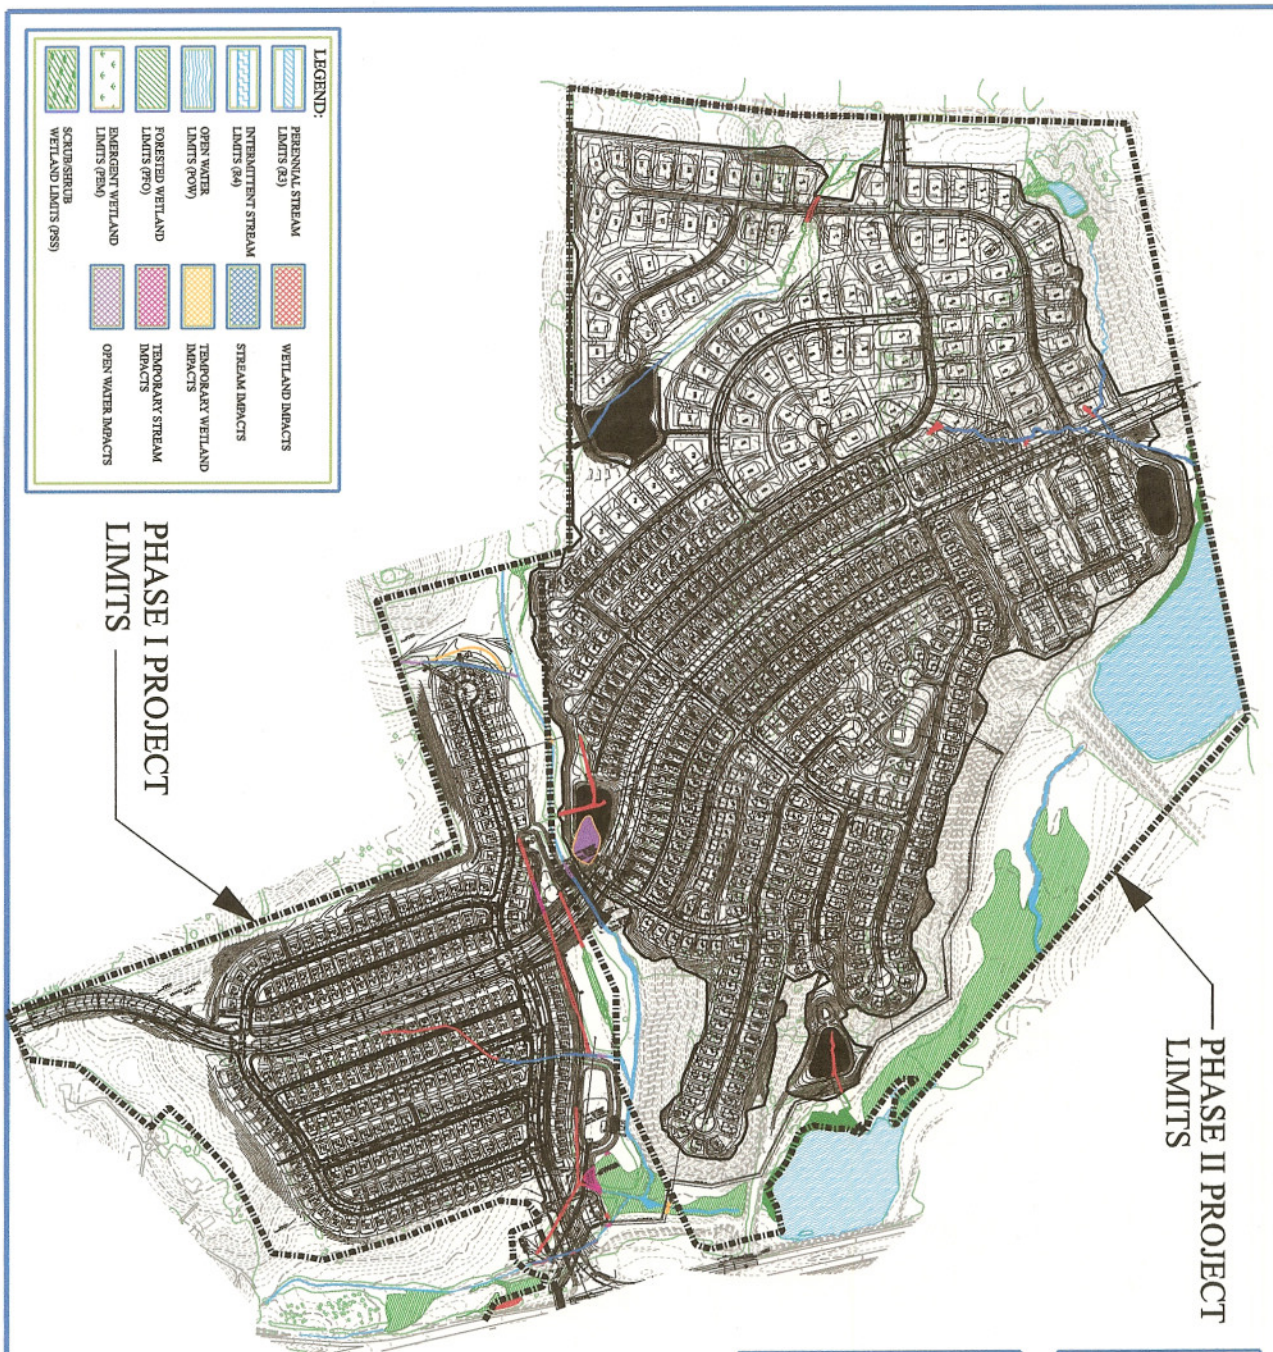 LEGEND:
PERENNIAL STREAM
LIMITS (R3)
INTERMITTENT STREAM
LIMITS (R4)
OPEN WATER
LIMITS (POW)
FORESTED WETLAND
LIMITS (PFO)
EMERGENT WETLAND
LIMITS (PEM)
SCRUB/SHRUB
WETLAND LIMITS (PSS)
WETLAND IMPACTS
STREAM IMPACTS
TEMPORARY WETLAND
IMPACTS
TEMPORARY STREAM
IMPACTS
OPEN WATER IMPACTS
PHASE I PROJECT
LIMITS
PHASE II PROJECT
LIMITS